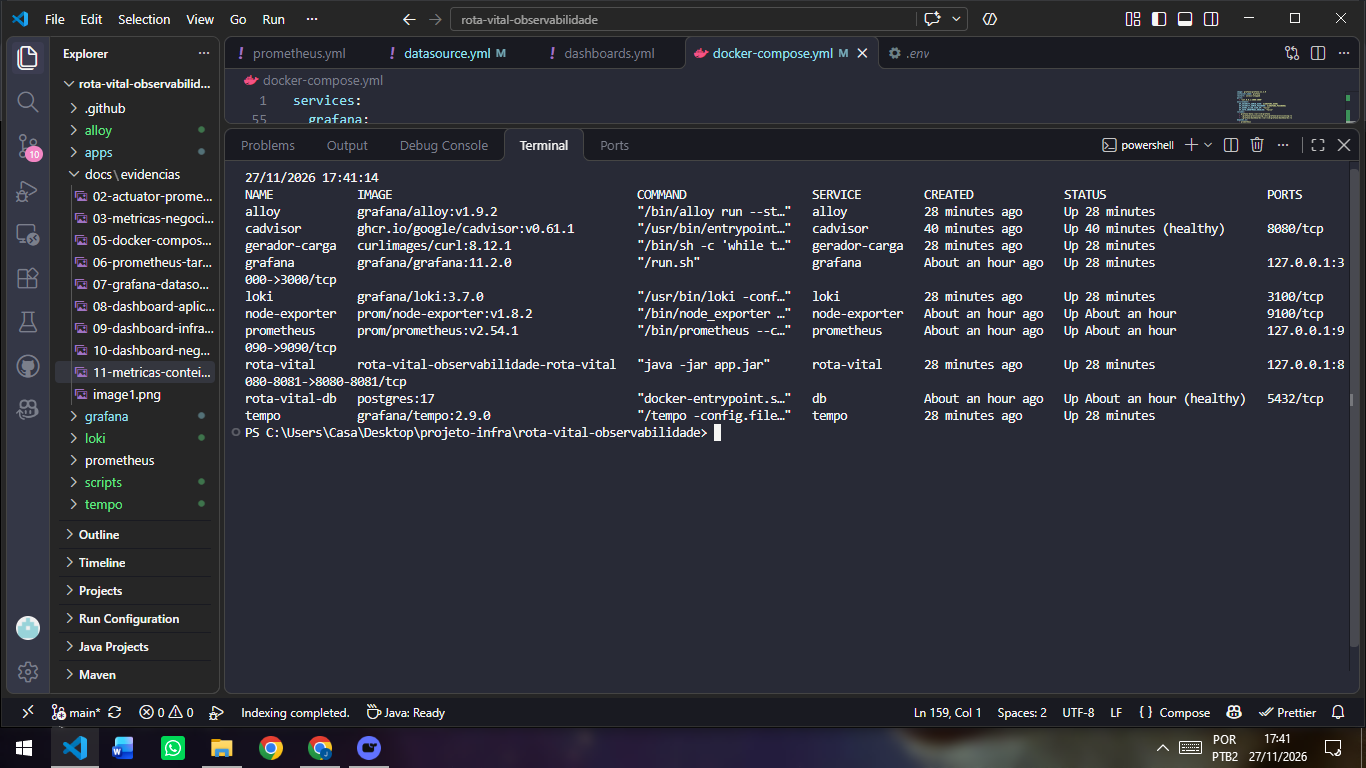 File Edit Selection View Go Run ···
rota-vital-observabilidade
Explorer ···
rota-vital-observabilid...
.github
alloy
apps
docs\evidencias
02-actuator-prome...
03-metricas-negoci...
05-docker-compos...
06-prometheus-tar...
07-grafana-dataso...
08-dashboard-aplic...
09-dashboard-infra...
10-dashboard-neg...
11-metricas-contei...
image1.png
grafana
loki
prometheus
scripts
tempo
Outline
Timeline
Projects
Run Configuration
Java Projects
Maven
10
! prometheus.yml ! datasource.yml M ! dashboards.yml docker-compose.yml M .env
docker-compose.yml
1 services:
55 grafana:
Problems Output Debug Console Terminal Ports
powershell
27/11/2026 17:41:14
NAME IMAGE COMMAND SERVICE CREATED STATUS PORTS
alloy grafana/alloy:v1.9.2 "/bin/alloy run --st…" alloy 28 minutes ago Up 28 minutes
cadvisor ghcr.io/google/cadvisor:v0.61.1 "/usr/bin/entrypoint…" cadvisor 40 minutes ago Up 40 minutes (healthy) 8080/tcp
gerador-carga curlimages/curl:8.12.1 "/bin/sh -c 'while t…" gerador-carga 28 minutes ago Up 28 minutes
grafana grafana/grafana:11.2.0 "/run.sh" grafana About an hour ago Up 28 minutes 127.0.0.1:3
000->3000/tcp
loki grafana/loki:3.7.0 "/usr/bin/loki -conf…" loki 28 minutes ago Up 28 minutes 3100/tcp
node-exporter prom/node-exporter:v1.8.2 "/bin/node_exporter …" node-exporter About an hour ago Up About an hour 9100/tcp
prometheus prom/prometheus:v2.54.1 "/bin/prometheus --c…" prometheus About an hour ago Up About an hour 127.0.0.1:9
090->9090/tcp
rota-vital rota-vital-observabilidade-rota-vital "java -jar app.jar" rota-vital 28 minutes ago Up 28 minutes 127.0.0.1:8
080-8081->8080-8081/tcp
rota-vital-db postgres:17 "docker-entrypoint.s…" db About an hour ago Up About an hour (healthy) 5432/tcp
tempo grafana/tempo:2.9.0 "/tempo -config.file…" tempo 28 minutes ago Up 28 minutes
PS C:\Users\Casa\Desktop\projeto-infra\rota-vital-observabilidade>
main* 0 0 Indexing completed. Java: Ready Ln 159, Col 1 Spaces: 2 UTF-8 LF { } Compose Prettier
POR 17:41
PTB2 27/11/2026